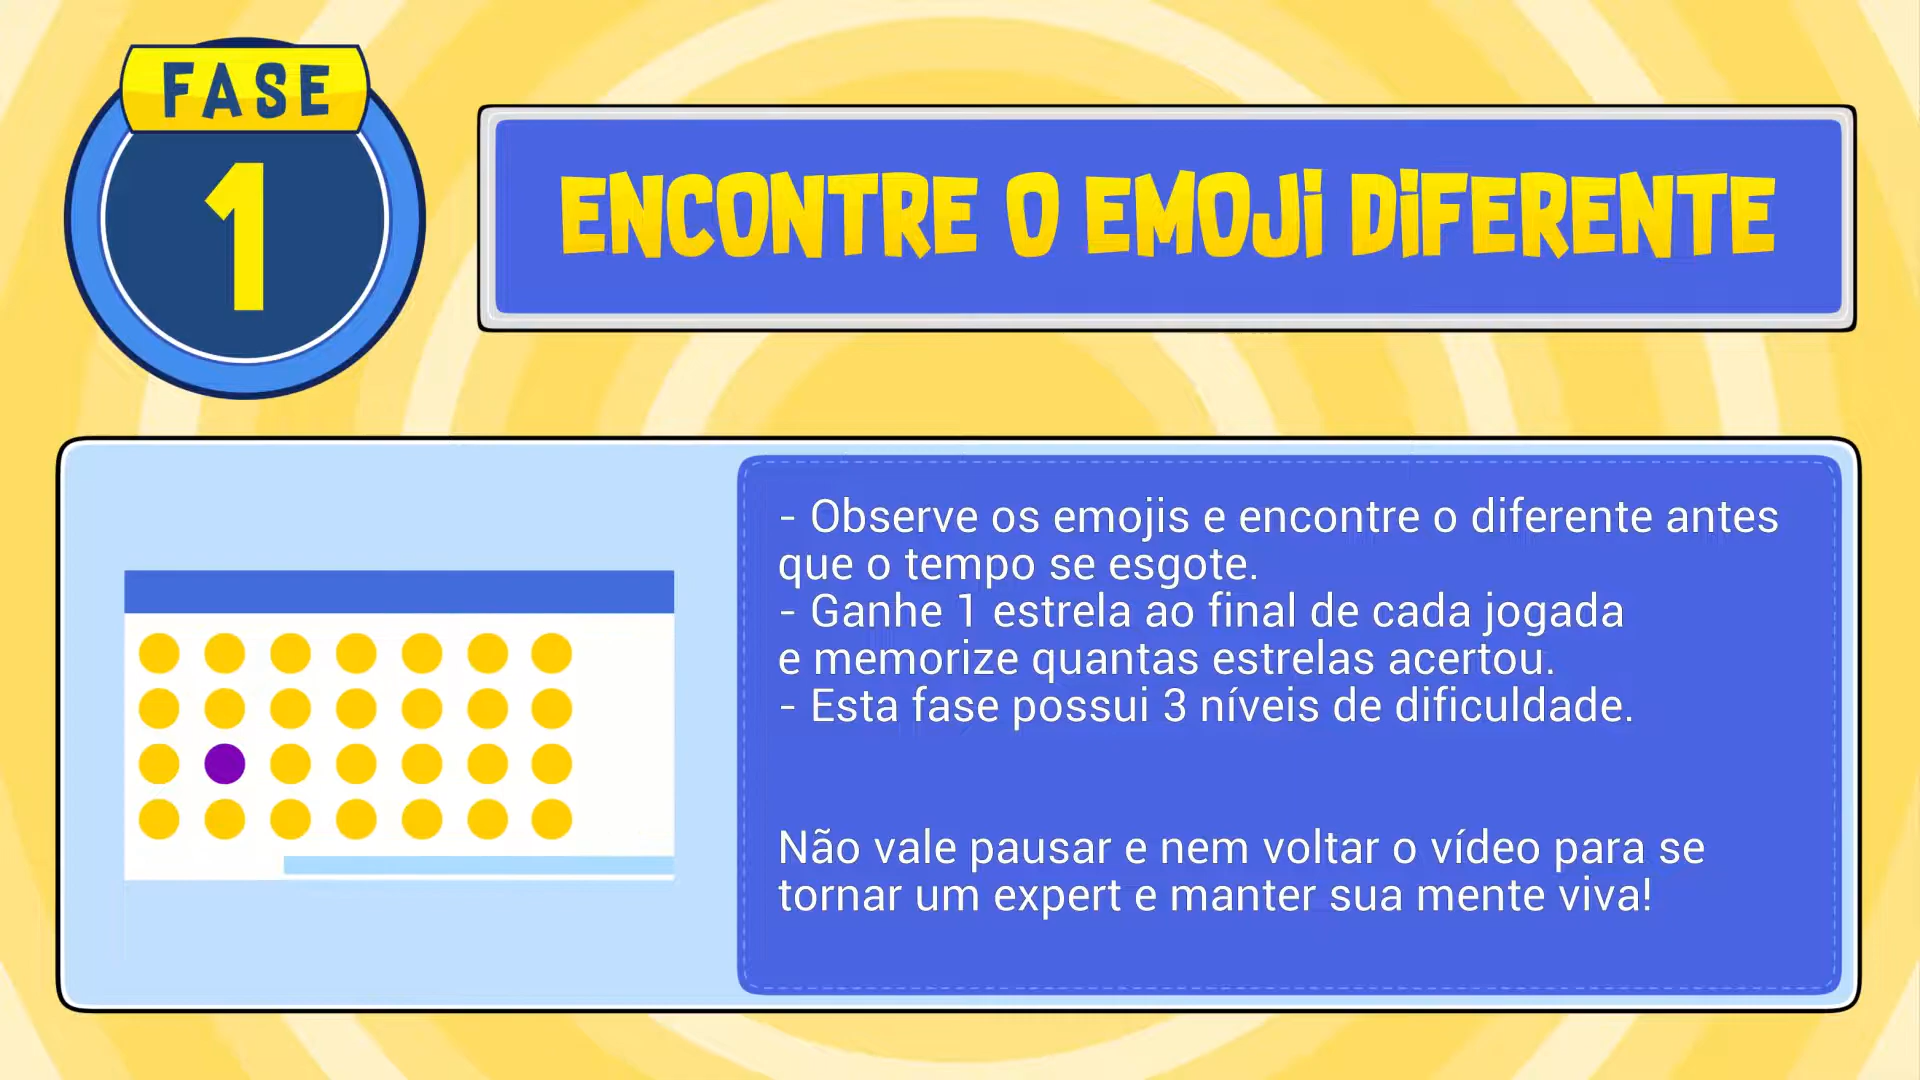 FASE
1
ENCONTRE O EMOJI DIFERENTE
- Observe os emojis e encontre o diferente antes
que o tempo se esgote.
- Ganhe 1 estrela ao final de cada jogada
e memorize quantas estrelas acertou.
- Esta fase possui 3 níveis de dificuldade.
Não vale pausar e nem voltar o vídeo para se
tornar um expert e manter sua mente viva!